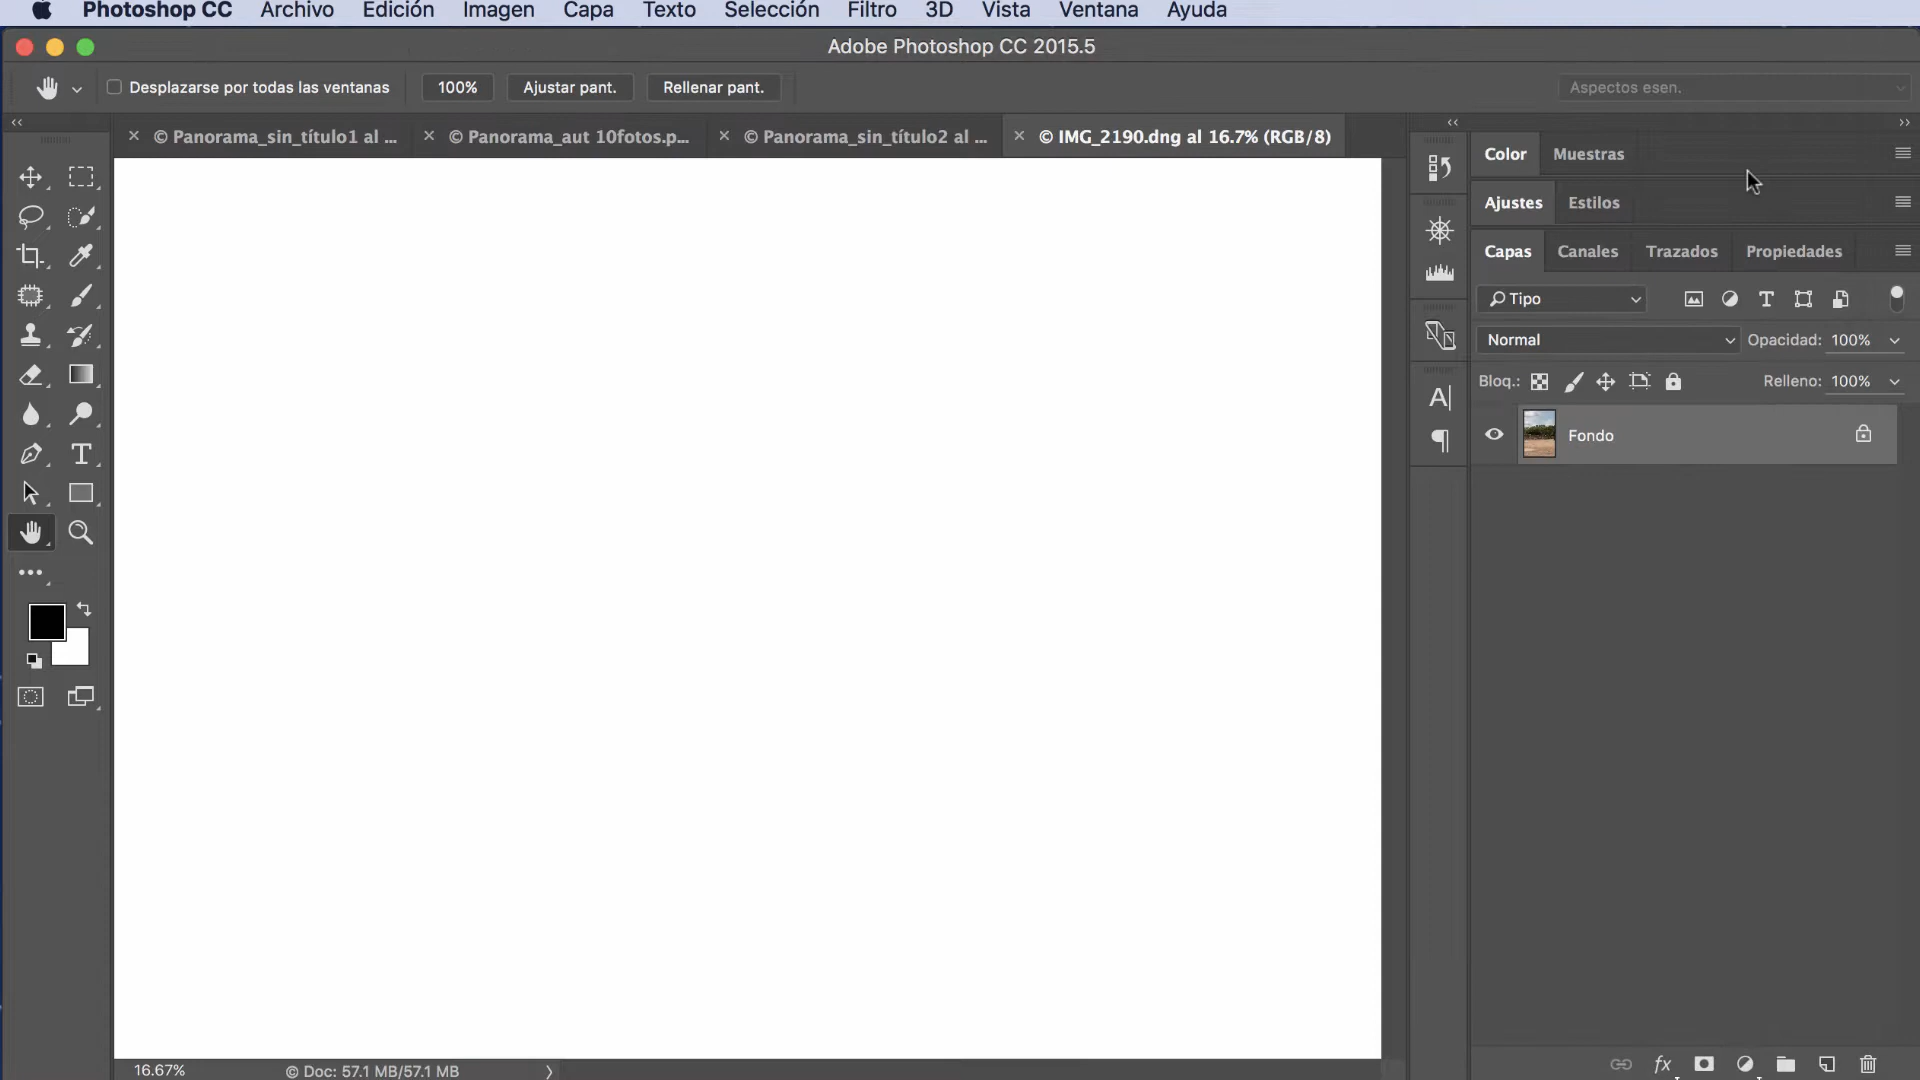 Photoshop CC Archivo Edición Imagen Capa Texto Selección Filtro 3D Vista Ventana Ayuda
Adobe Photoshop CC 2015.5
Desplazarse por todas las ventanas 100% Ajustar pant. Rellenar pant. Aspectos esen.
© Panorama_sin_título1 al ... © Panorama_aut 10fotos.p... © Panorama_sin_título2 al ... © IMG_2190.dng al 16.7% (RGB/8)
Color Muestras
Ajustes Estilos
Capas Canales Trazados Propiedades
Tipo
Normal Opacidad: 100%
Bloq.: Relleno: 100%
Fondo
16.67% © Doc: 57.1 MB/57.1 MB